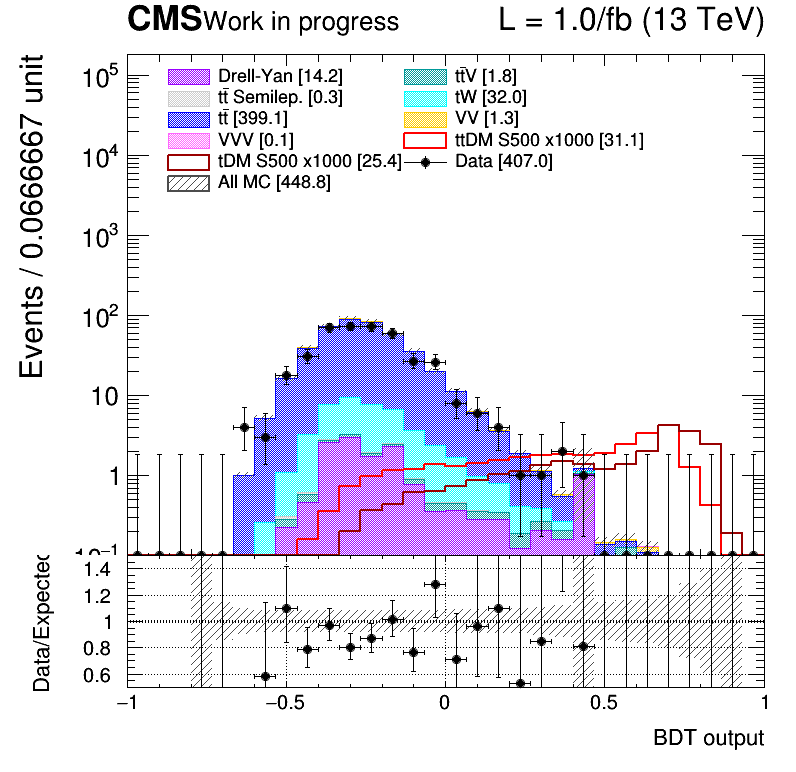 CMS Work in progress L = 1.0/fb (13 TeV)
Events / 0.0666667 unit
Drell-Yan [14.2] tt̄V [1.8]
tt̄ Semilep. [0.3] tW [32.0]
tt̄ [399.1] VV [1.3]
VVV [0.1] ttDM S500 x1000 [31.1]
tDM S500 x1000 [25.4] Data [407.0]
All MC [448.8]
10⁵
10⁴
10³
10²
10
1
10⁻¹
Data/Expected
1.4
1.2
1
0.8
0.6
−1 −0.5 0 0.5 1
BDT output